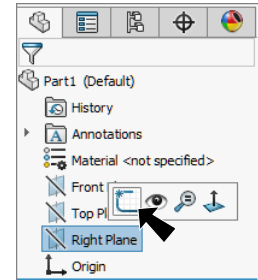 Part1 (Default)
History
Annotations
Material <not specified>
Front
Top Pl
Right Plane
Origin